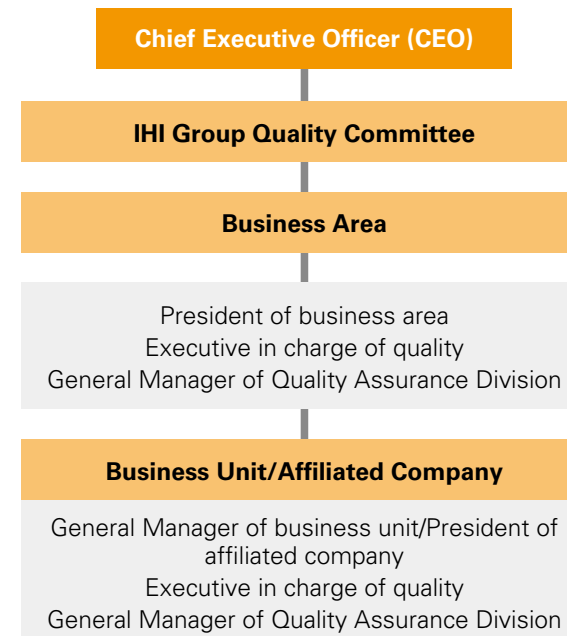 Chief Executive Officer (CEO)
IHI Group Quality Committee
Business Area
President of business area
Executive in charge of quality
General Manager of Quality Assurance Division
Business Unit/Affiliated Company
General Manager of business unit/President of
affiliated company
Executive in charge of quality
General Manager of Quality Assurance Division